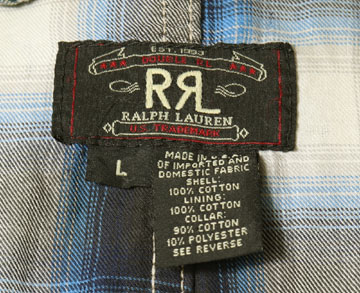 EST. 1993
DOUBLE RL
RRL
RALPH LAUREN
U.S. TRADEMARK
L
MADE IN U.S.A.
OF IMPORTED AND
DOMESTIC FABRIC
SHELL:
100% COTTON
LINING:
100% COTTON
COLLAR:
90% COTTON
10% POLYESTER
SEE REVERSE